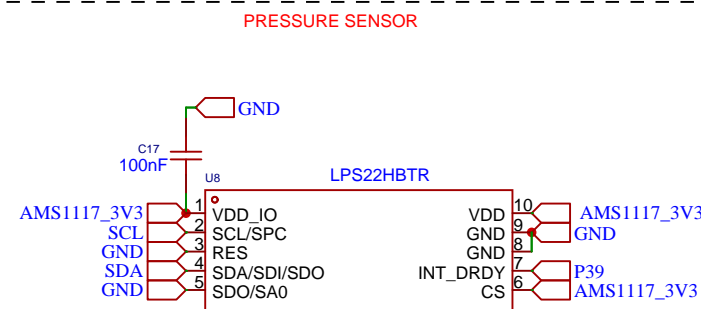 PRESSURE SENSOR
GND
C17
100nF
U8
LPS22HBTR
AMS1117_3V3 1 VDD_IO VDD 10 AMS1117_3V3
SCL 2 SCL/SPC GND 9 GND
GND 3 RES GND 8
SDA 4 SDA/SDI/SDO INT_DRDY 7 P39
GND 5 SDO/SA0 CS 6 AMS1117_3V3